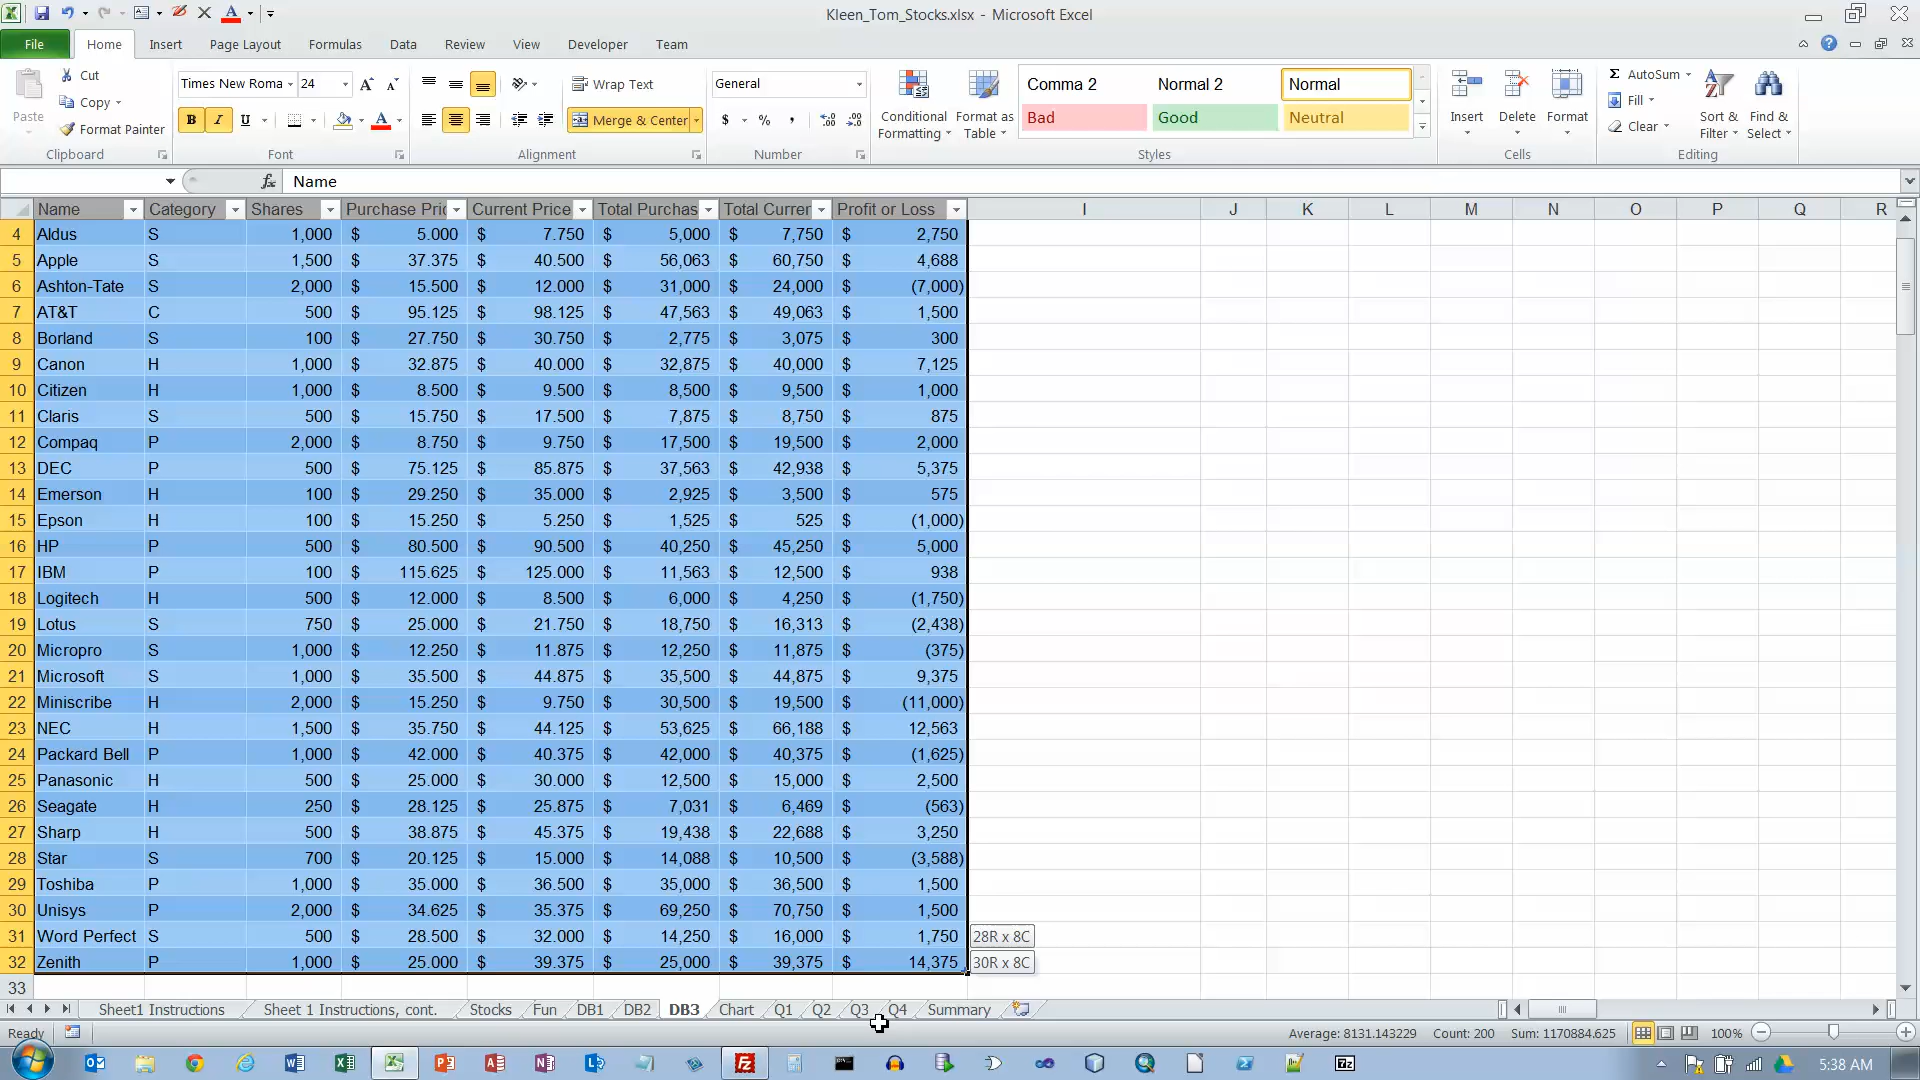 Kleen_Tom_Stocks.xlsx - Microsoft Excel
File Home Insert Page Layout Formulas Data Review View Developer Team
Paste Cut Copy Format Painter Clipboard
Times New Roma 24 B I U Font
Wrap Text Merge & Center Alignment
General $ % , Number
Conditional Formatting Format as Table
Comma 2 Normal 2 Normal
Bad Good Neutral
Styles
Insert Delete Format Cells
Σ AutoSum Fill Clear Sort & Filter Find & Select Editing
fx Name
Name Category Shares Purchase Pric Current Price Total Purchas Total Currer Profit or Loss I J K L M N O P Q R
4 Aldus S 1,000 $ 5.000 $ 7.750 $ 5,000 $ 7,750 $ 2,750
5 Apple S 1,500 $ 37.375 $ 40.500 $ 56,063 $ 60,750 $ 4,688
6 Ashton-Tate S 2,000 $ 15.500 $ 12.000 $ 31,000 $ 24,000 $ (7,000)
7 AT&T C 500 $ 95.125 $ 98.125 $ 47,563 $ 49,063 $ 1,500
8 Borland S 100 $ 27.750 $ 30.750 $ 2,775 $ 3,075 $ 300
9 Canon H 1,000 $ 32.875 $ 40.000 $ 32,875 $ 40,000 $ 7,125
10 Citizen H 1,000 $ 8.500 $ 9.500 $ 8,500 $ 9,500 $ 1,000
11 Claris S 500 $ 15.750 $ 17.500 $ 7,875 $ 8,750 $ 875
12 Compaq P 2,000 $ 8.750 $ 9.750 $ 17,500 $ 19,500 $ 2,000
13 DEC P 500 $ 75.125 $ 85.875 $ 37,563 $ 42,938 $ 5,375
14 Emerson H 100 $ 29.250 $ 35.000 $ 2,925 $ 3,500 $ 575
15 Epson H 100 $ 15.250 $ 5.250 $ 1,525 $ 525 $ (1,000)
16 HP P 500 $ 80.500 $ 90.500 $ 40,250 $ 45,250 $ 5,000
17 IBM P 100 $ 115.625 $ 125.000 $ 11,563 $ 12,500 $ 938
18 Logitech H 500 $ 12.000 $ 8.500 $ 6,000 $ 4,250 $ (1,750)
19 Lotus S 750 $ 25.000 $ 21.750 $ 18,750 $ 16,313 $ (2,438)
20 Micropro S 1,000 $ 12.250 $ 11.875 $ 12,250 $ 11,875 $ (375)
21 Microsoft S 1,000 $ 35.500 $ 44.875 $ 35,500 $ 44,875 $ 9,375
22 Miniscribe H 2,000 $ 15.250 $ 9.750 $ 30,500 $ 19,500 $ (11,000)
23 NEC H 1,500 $ 35.750 $ 44.125 $ 53,625 $ 66,188 $ 12,563
24 Packard Bell P 1,000 $ 42.000 $ 40.375 $ 42,000 $ 40,375 $ (1,625)
25 Panasonic H 500 $ 25.000 $ 30.000 $ 12,500 $ 15,000 $ 2,500
26 Seagate H 250 $ 28.125 $ 25.875 $ 7,031 $ 6,469 $ (563)
27 Sharp H 500 $ 38.875 $ 45.375 $ 19,438 $ 22,688 $ 3,250
28 Star S 700 $ 20.125 $ 15.000 $ 14,088 $ 10,500 $ (3,588)
29 Toshiba P 1,000 $ 35.000 $ 36.500 $ 35,000 $ 36,500 $ 1,500
30 Unisys P 2,000 $ 34.625 $ 35.375 $ 69,250 $ 70,750 $ 1,500
31 Word Perfect S 500 $ 28.500 $ 32.000 $ 14,250 $ 16,000 $ 1,750 28R x 8C
32 Zenith P 1,000 $ 25.000 $ 39.375 $ 25,000 $ 39,375 $ 14,375 30R x 8C
33
Sheet1 Instructions Sheet 1 Instructions, cont. Stocks Fun DB1 DB2 DB3 Chart Q1 Q2 Q3 Q4 Summary
Ready Average: 8131.143229 Count: 200 Sum: 1170884.625 100%
5:38 AM